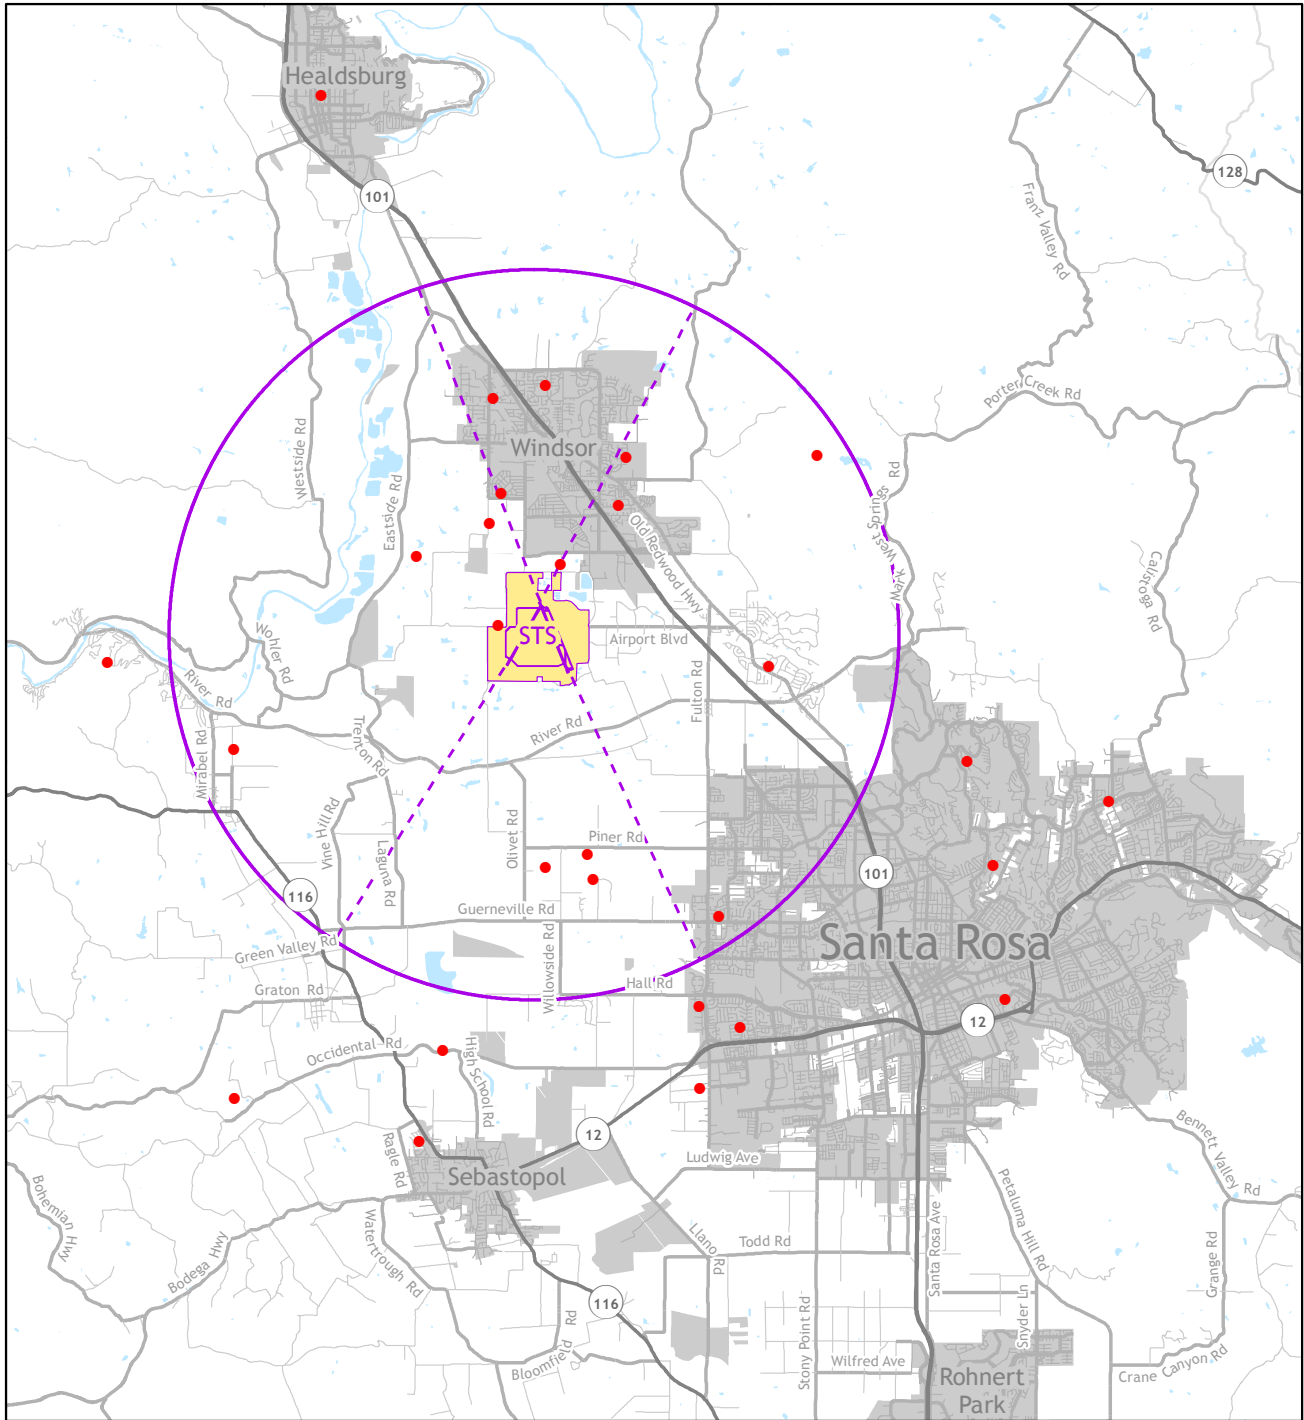 Healdsburg
101
128
Franz Valley Rd
Porter Creek Rd
Westside Rd
Eastside Rd
Windsor
Old Redwood Hwy
Mark West Springs Rd
Calistoga Rd
STS
Airport Blvd
Wohler Rd
River Rd
Fulton Rd
River Rd
Trenton Rd
Mirabel Rd
Vine Hill Rd
Laguna Rd
Olivet Rd
Piner Rd
101
116
Guerneville Rd
Santa Rosa
Green Valley Rd
Willowside Rd
Hall Rd
Graton Rd
12
Occidental Rd
High School Rd
12
Ragle Rd
Sebastopol
Ludwig Ave
Bennett Valley Rd
Bohemian Hwy
Bodega Hwy
Watertrough Rd
Llano Rd
Todd Rd
Santa Rosa Ave
Petaluma Hill Rd
Grange Rd
116
Bloomfield Rd
Stony Point Rd
Snyder Ln
Wilfred Ave
Crane Canyon Rd
Rohnert
Park